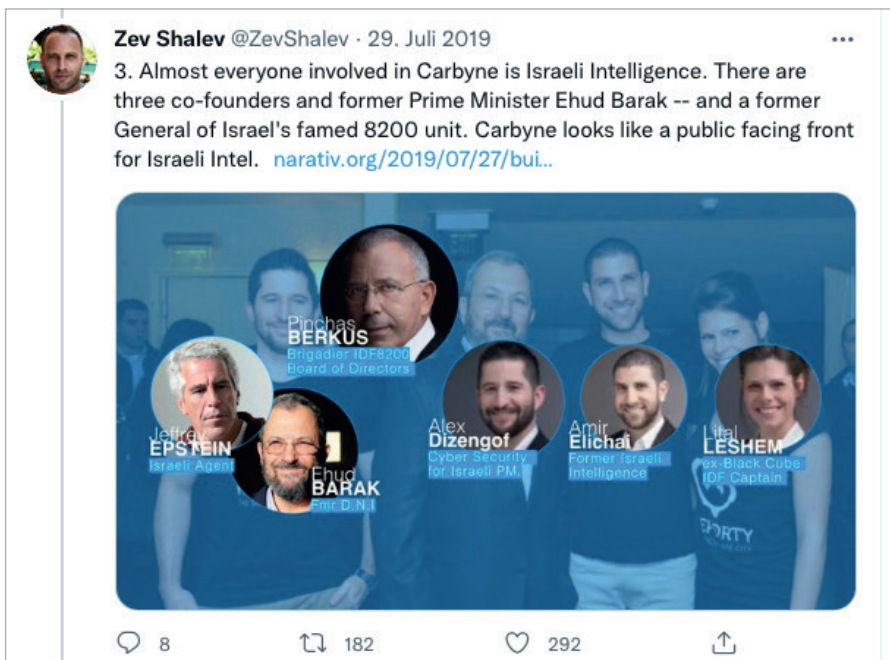 Zev Shalev @ZevShalev · 29. Juli 2019
3. Almost everyone involved in Carbyne is Israeli Intelligence. There are
three co-founders and former Prime Minister Ehud Barak -- and a former
General of Israel's famed 8200 unit. Carbyne looks like a public facing front
for Israeli Intel. narativ.org/2019/07/27/bui...
Pinchas
BERKUS
Brigadier IDF8200
Board of Directors
Jeffrey
EPSTEIN
Israeli Agent
Ehud
BARAK
Fmr D.N.I
Alex
Dizengof
Cyber Security
for Israeli PM.
Amir
Elichai
Former Israeli
Intelligence
Lital
LESHEM
ex-Black Cube
IDF Captain
8
182
292